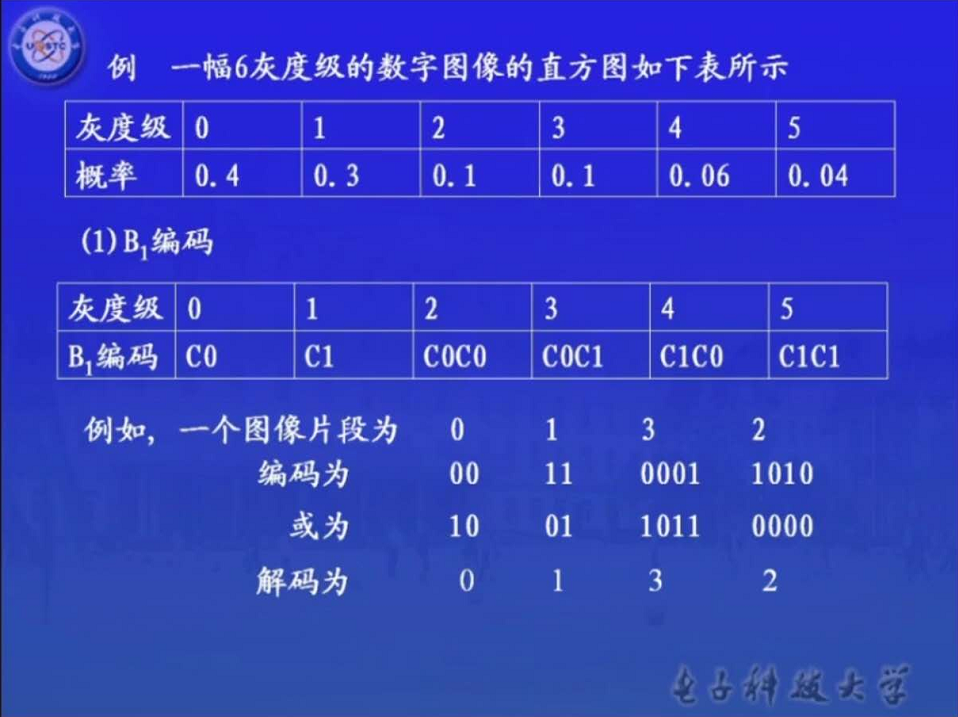 例 一幅6灰度级的数字图像的直方图如下表所示
灰度级 0 1 2 3 4 5
概率 0.4 0.3 0.1 0.1 0.06 0.04
(1)B₁编码
灰度级 0 1 2 3 4 5
B₁编码 C0 C1 C0C0 C0C1 C1C0 C1C1
例如,一个图像片段为 0 1 3 2
编码为 00 11 0001 1010
或为 10 01 1011 0000
解码为 0 1 3 2
电子科技大学